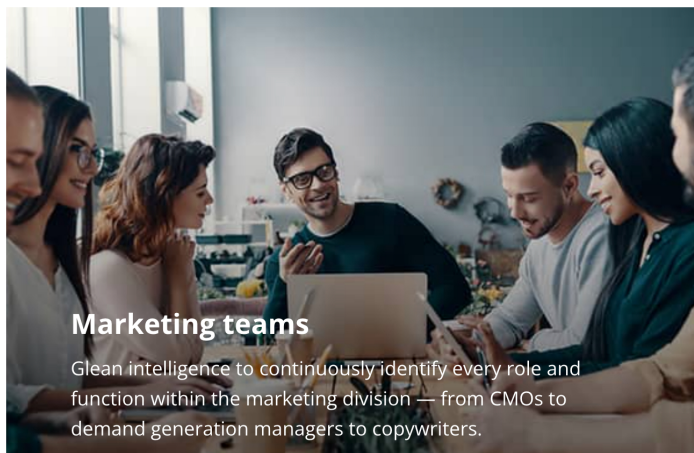 Marketing teams
Glean intelligence to continuously identify every role and
function within the marketing division — from CMOs to
demand generation managers to copywriters.